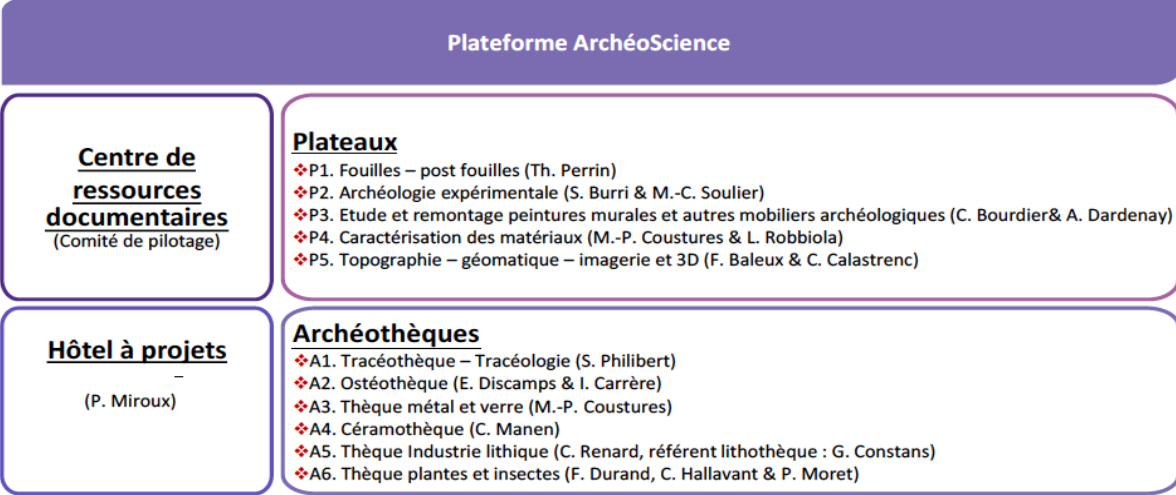 Plateforme ArchéoScience
Centre de
ressources
documentaires
(Comité de pilotage)
Plateaux
❖P1. Fouilles – post fouilles (Th. Perrin)
❖P2. Archéologie expérimentale (S. Burri & M.-C. Soulier)
❖P3. Etude et remontage peintures murales et autres mobiliers archéologiques (C. Bourdier& A. Dardenay)
❖P4. Caractérisation des matériaux (M.-P. Coustures & L. Robbiola)
❖P5. Topographie – géomatique – imagerie et 3D (F. Baleux & C. Calastrenc)
Hôtel à projets
–
(P. Miroux)
Archéothèques
❖A1. Tracéothèque – Tracéologie (S. Philibert)
❖A2. Ostéothèque (E. Discamps & I. Carrère)
❖A3. Thèque métal et verre (M.-P. Coustures)
❖A4. Céramothèque (C. Manen)
❖A5. Thèque Industrie lithique (C. Renard, référent lithothèque : G. Constans)
❖A6. Thèque plantes et insectes (F. Durand, C. Hallavant & P. Moret)